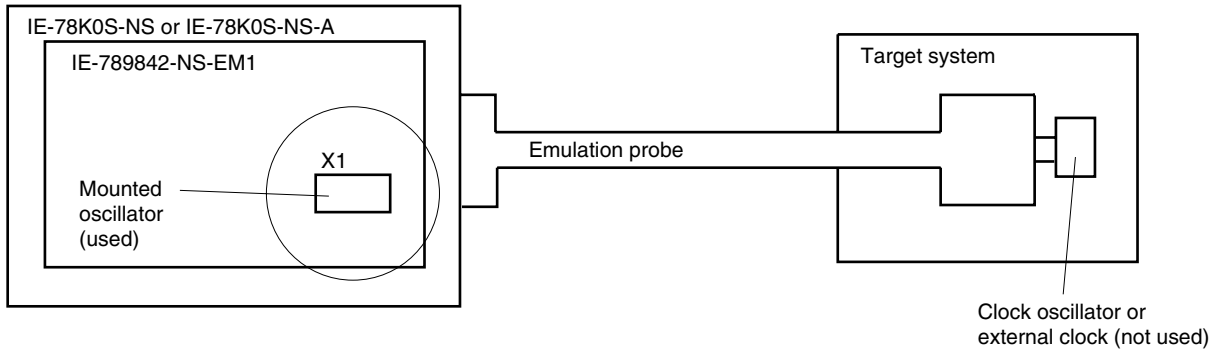 IE-78K0S-NS or IE-78K0S-NS-A
IE-789842-NS-EM1
X1
Mounted
oscillator
(used)
Emulation probe
Target system
Clock oscillator or
external clock (not used)